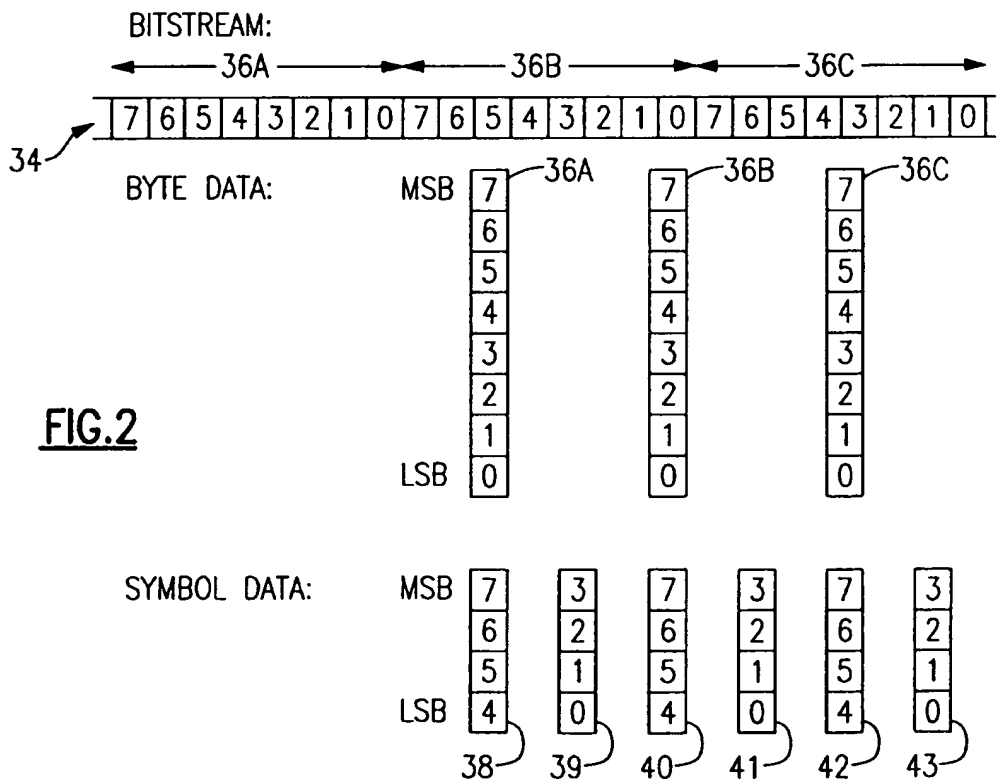 BITSTREAM:
36A 36B 36C
7 6 5 4 3 2 1 0 7 6 5 4 3 2 1 0 7 6 5 4 3 2 1 0
34
36A 36B 36C
BYTE DATA: MSB 7 7 7
6 6 6
5 5 5
4 4 4
3 3 3
2 2 2
FIG.2
1 1 1
LSB 0 0 0
SYMBOL DATA: MSB 7 3 7 3 7 3
6 2 6 2 6 2
5 1 5 1 5 1
LSB 4 0 4 0 4 0
38 39 40 41 42 43